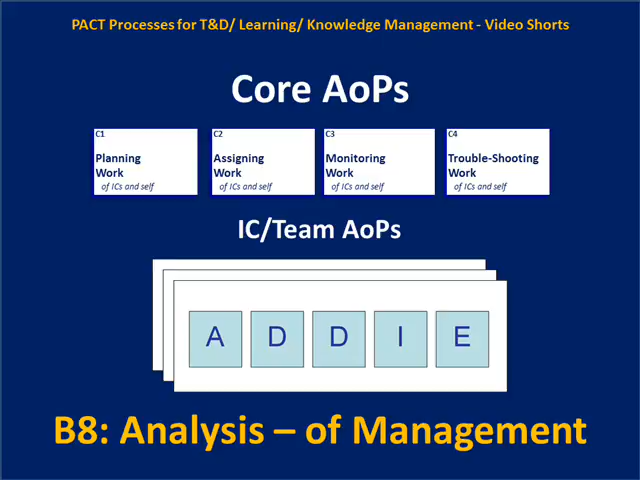 PACT Processes for T&D/ Learning/ Knowledge Management - Video Shorts
Core AoPs
C1
Planning
Work
of ICs and self
C2
Assigning
Work
of ICs and self
C3
Monitoring
Work
of ICs and self
C4
Trouble-Shooting
Work
of ICs and self
IC/Team AoPs
A D D I E
B8: Analysis – of Management